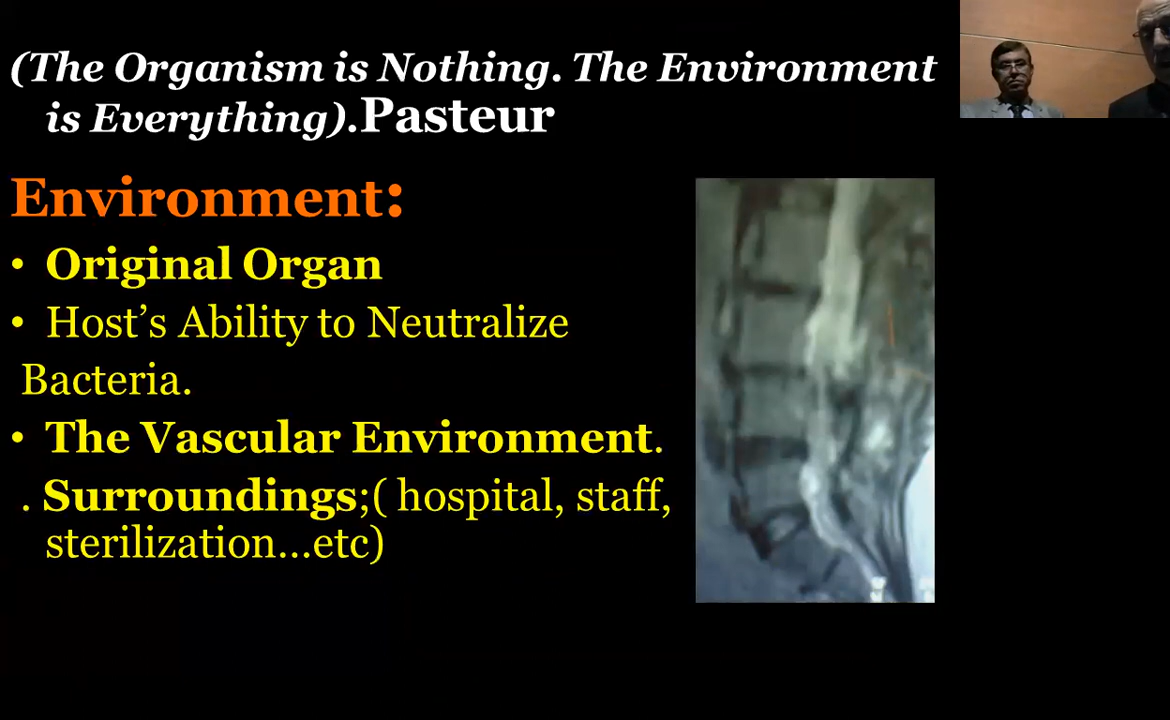 (The Organism is Nothing. The Environment
is Everything).Pasteur
Environment:
• Original Organ
• Host’s Ability to Neutralize
Bacteria.
• The Vascular Environment.
. Surroundings;( hospital, staff,
sterilization...etc)